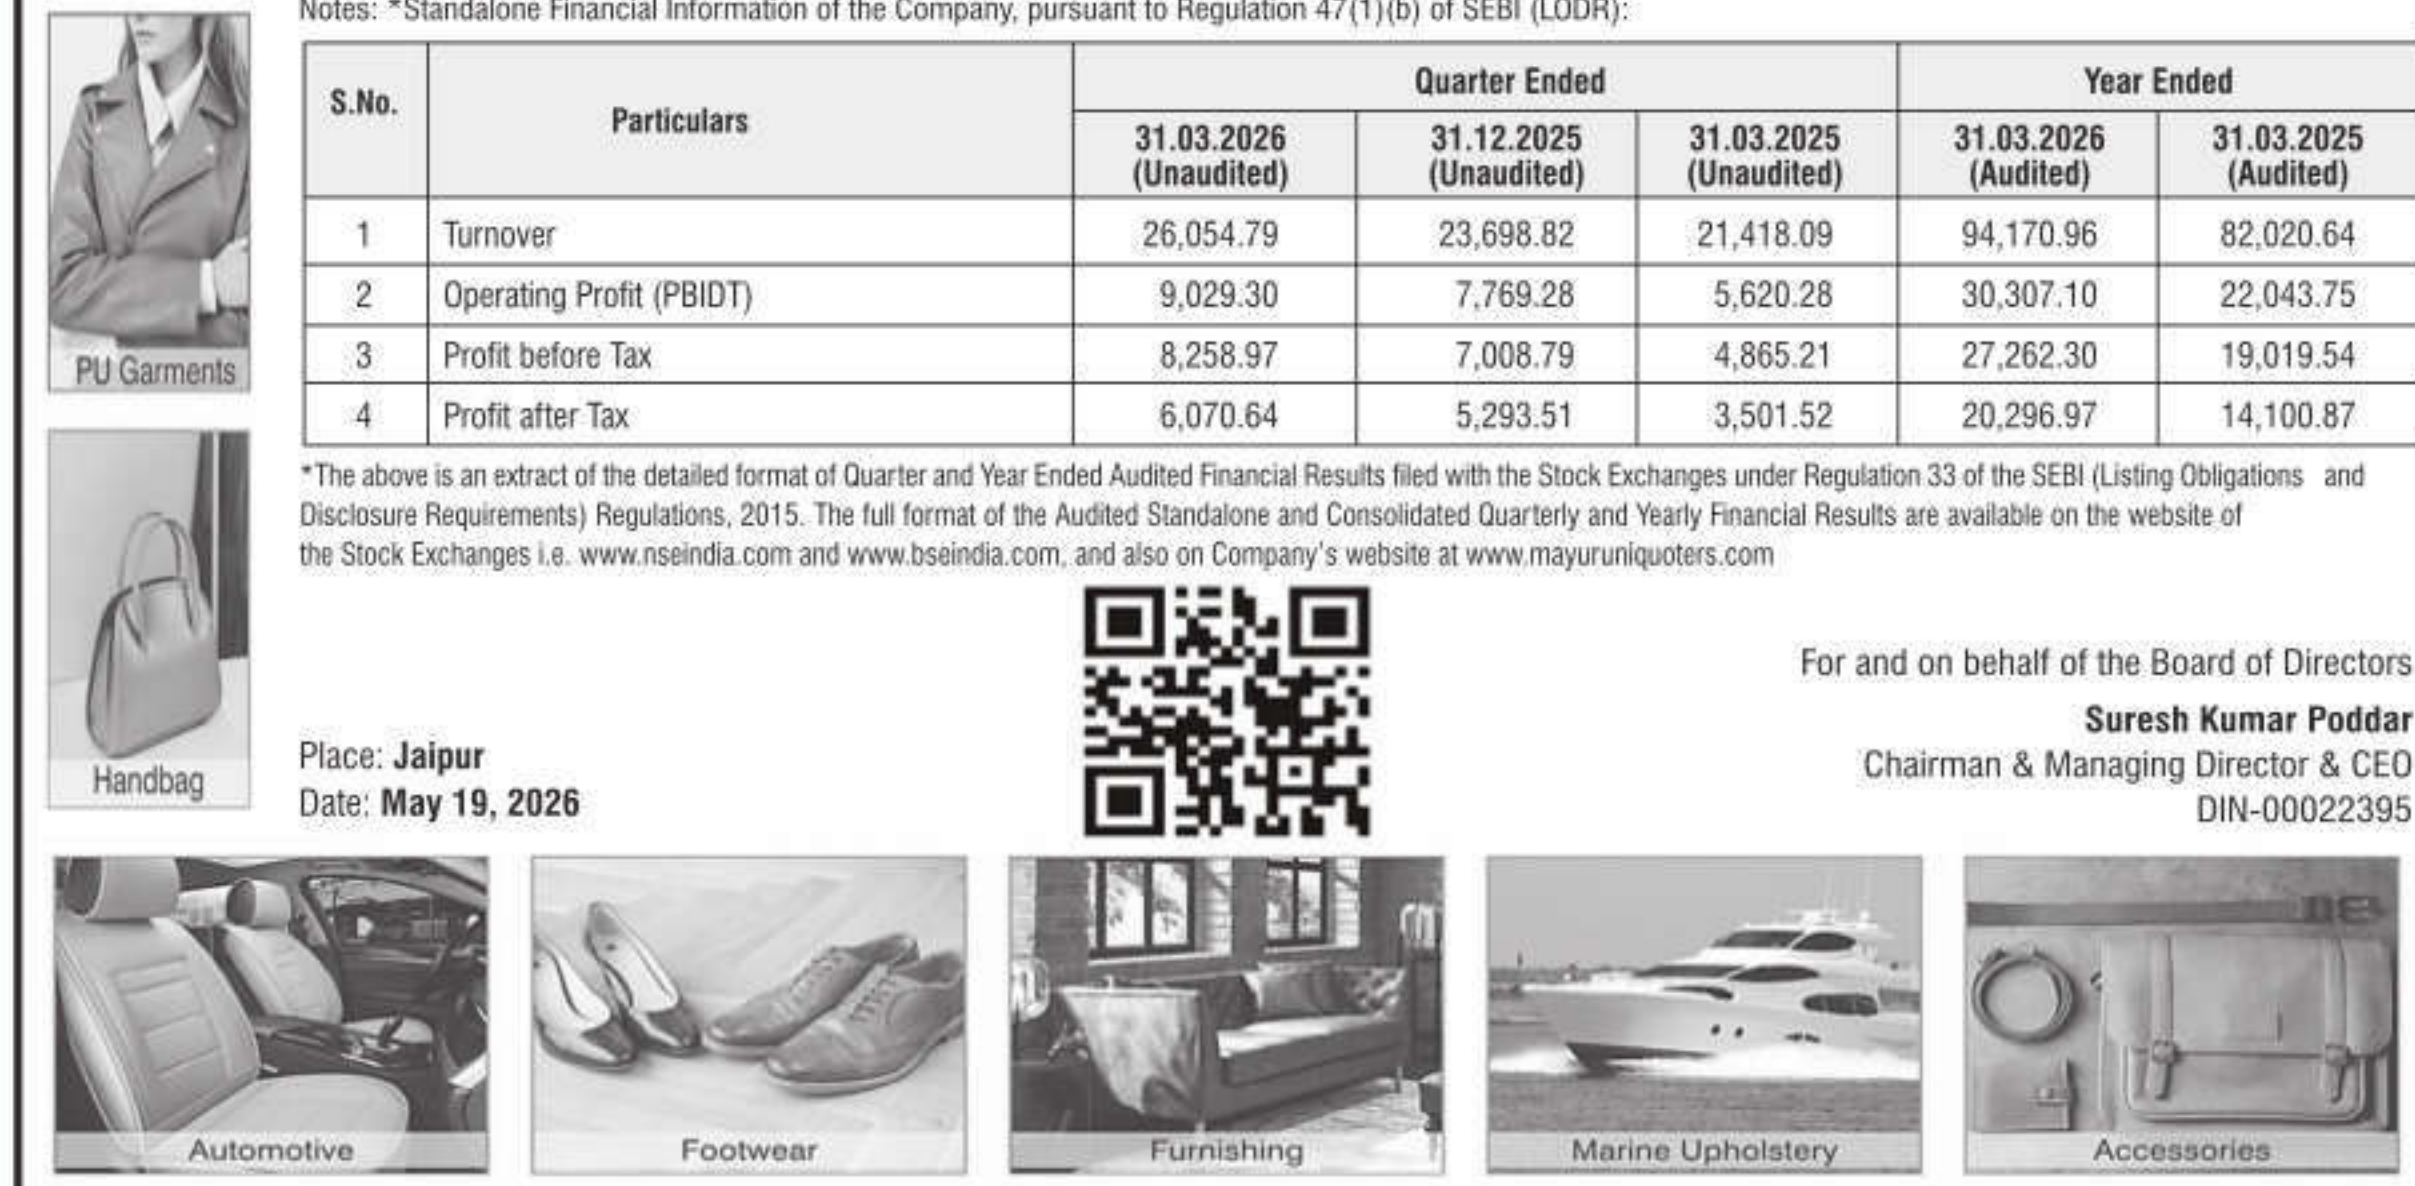 Notes: *Standalone Financial Information of the Company, pursuant to Regulation 47(1)(b) of SEBI (LODR):
S.No. Particulars Quarter Ended Year Ended
31.03.2026 (Unaudited) 31.12.2025 (Unaudited) 31.03.2025 (Unaudited) 31.03.2026 (Audited) 31.03.2025 (Audited)
1 Turnover 26,054.79 23,698.82 21,418.09 94,170.96 82,020.64
2 Operating Profit (PBIDT) 9,029.30 7,769.28 5,620.28 30,307.10 22,043.75
3 Profit before Tax 8,258.97 7,008.79 4,865.21 27,262.30 19,019.54
4 Profit after Tax 6,070.64 5,293.51 3,501.52 20,296.97 14,100.87
*The above is an extract of the detailed format of Quarter and Year Ended Audited Financial Results filed with the Stock Exchanges under Regulation 33 of the SEBI (Listing Obligations and
Disclosure Requirements) Regulations, 2015. The full format of the Audited Standalone and Consolidated Quarterly and Yearly Financial Results are available on the website of
the Stock Exchanges i.e. www.nseindia.com and www.bseindia.com, and also on Company's website at www.mayuruniquoters.com
PU Garments
Handbag
Place: Jaipur
Date: May 19, 2026
For and on behalf of the Board of Directors
Suresh Kumar Poddar
Chairman & Managing Director & CEO
DIN-00022395
Automotive
Footwear
Furnishing
Marine Upholstery
Accessories